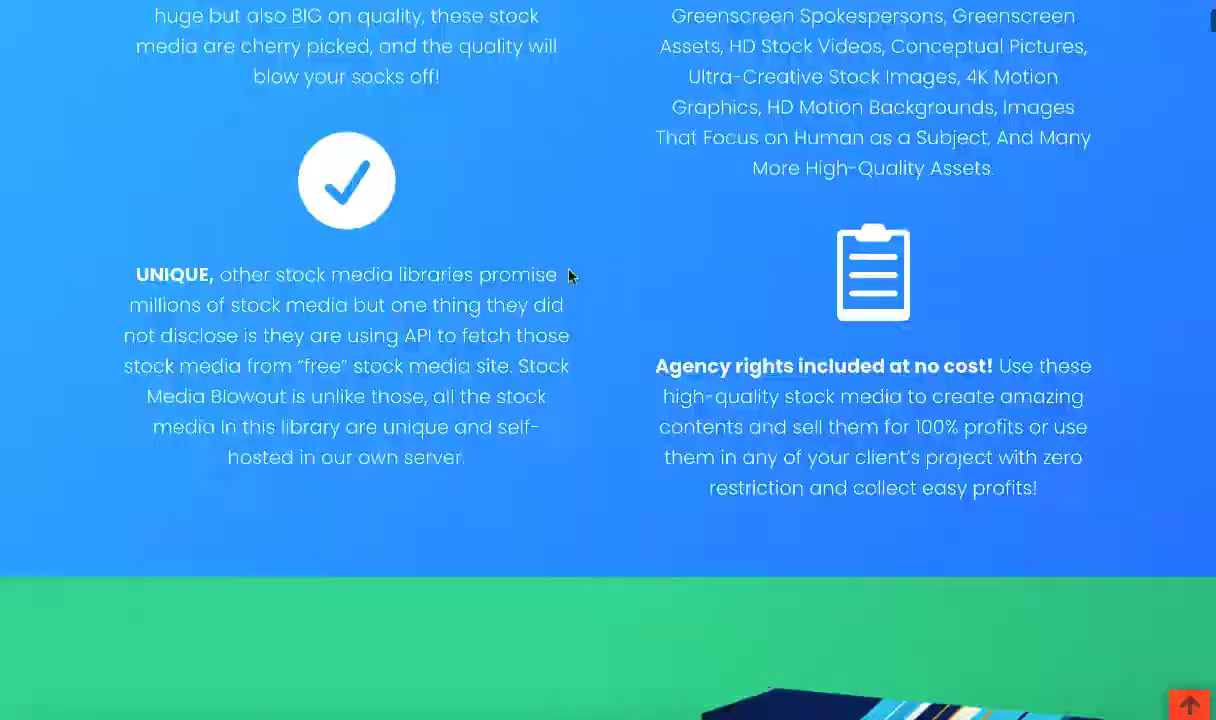 huge but also BIG on quality, these stock
media are cherry picked, and the quality will
blow your socks off!
UNIQUE, other stock media libraries promise
millions of stock media but one thing they did
not disclose is they are using API to fetch those
stock media from “free” stock media site. Stock
Media Blowout is unlike those, all the stock
media in this library are unique and self-
hosted in our own server.
Greenscreen Spokespersons, Greenscreen
Assets, HD Stock Videos, Conceptual Pictures,
Ultra-Creative Stock Images, 4K Motion
Graphics, HD Motion Backgrounds, Images
That Focus on Human as a Subject, And Many
More High-Quality Assets.
Agency rights included at no cost! Use these
high-quality stock media to create amazing
contents and sell them for 100% profits or use
them in any of your client’s project with zero
restriction and collect easy profits!